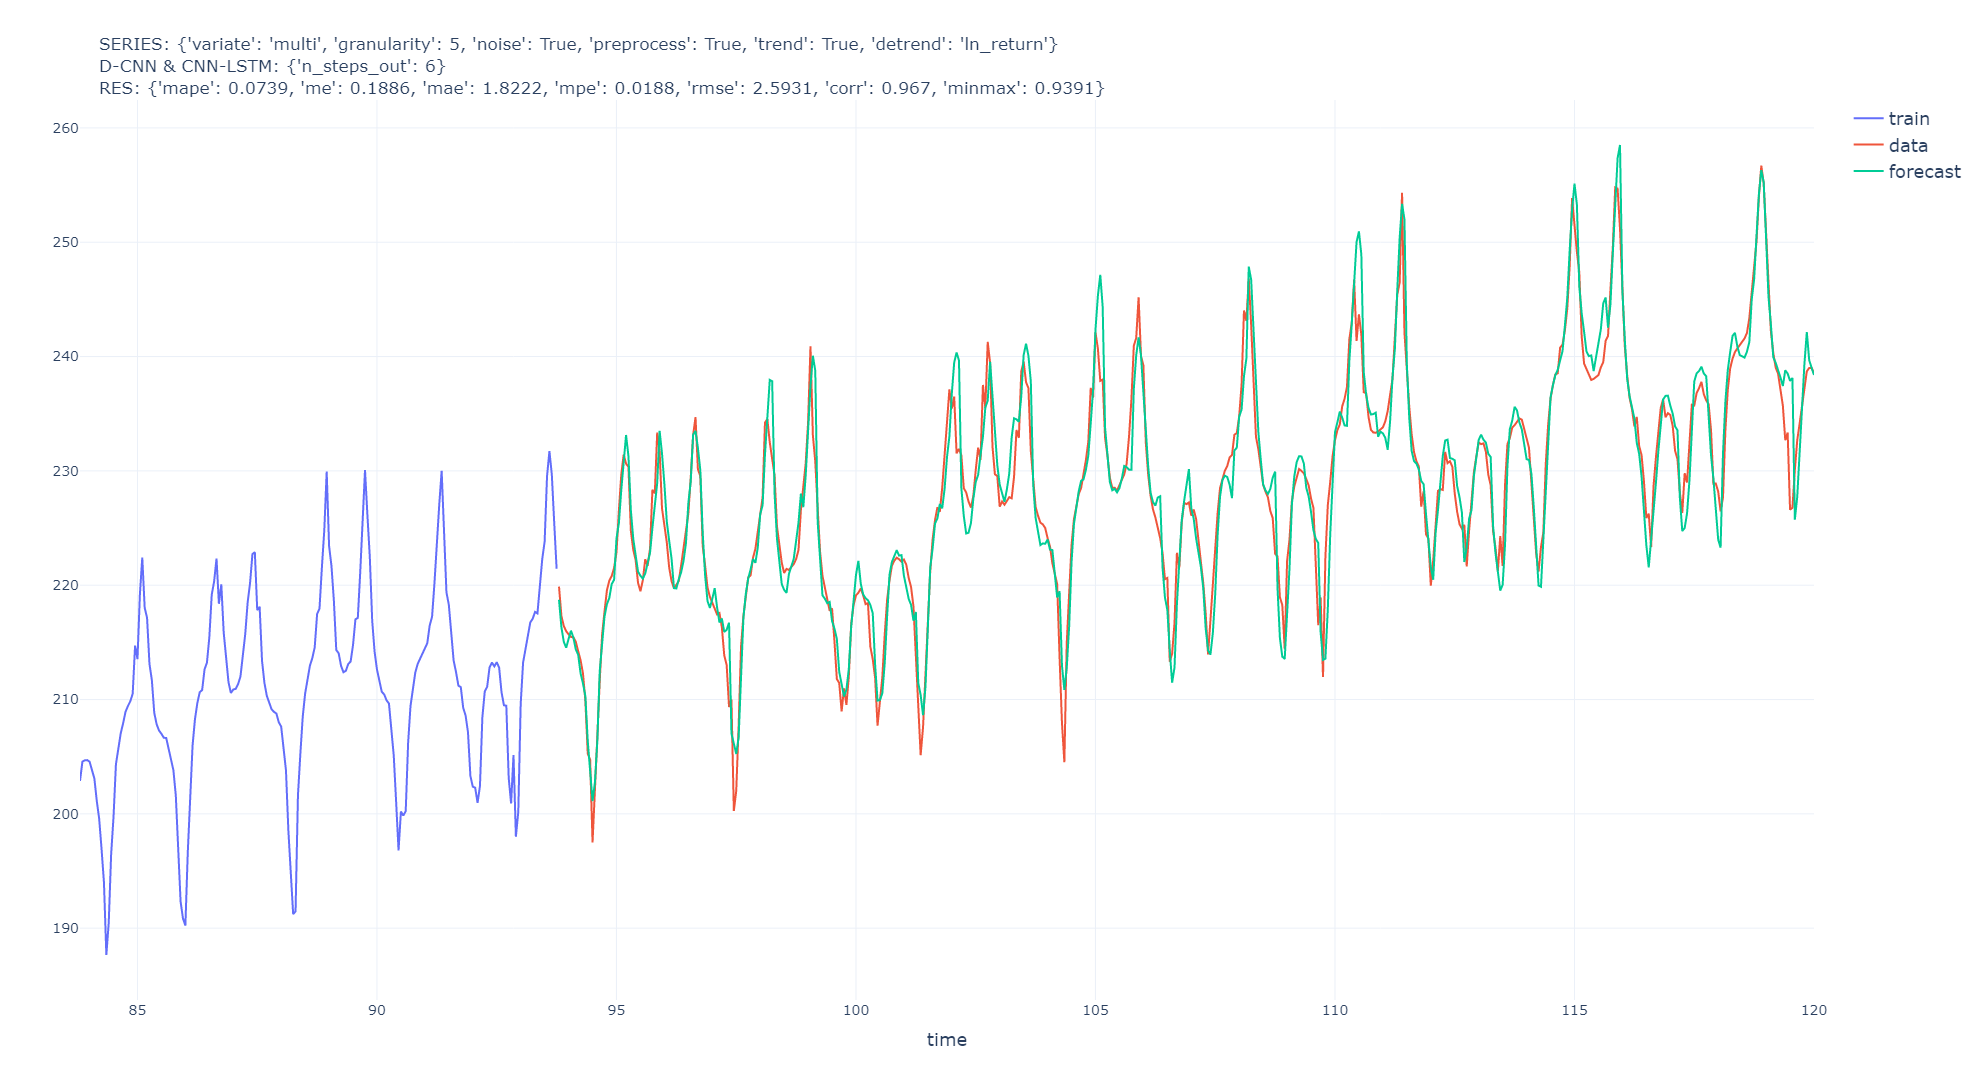 SERIES: {'variate': 'multi', 'granularity': 5, 'noise': True, 'preprocess': True, 'trend': True, 'detrend': 'ln_return'}
D-CNN & CNN-LSTM: {'n_steps_out': 6}
RES: {'mape': 0.0739, 'me': 0.1886, 'mae': 1.8222, 'mpe': 0.0188, 'rmse': 2.5931, 'corr': 0.967, 'minmax': 0.9391}
train
data
forecast
260
250
240
230
220
210
200
190
85 90 95 100 105 110 115 120
time